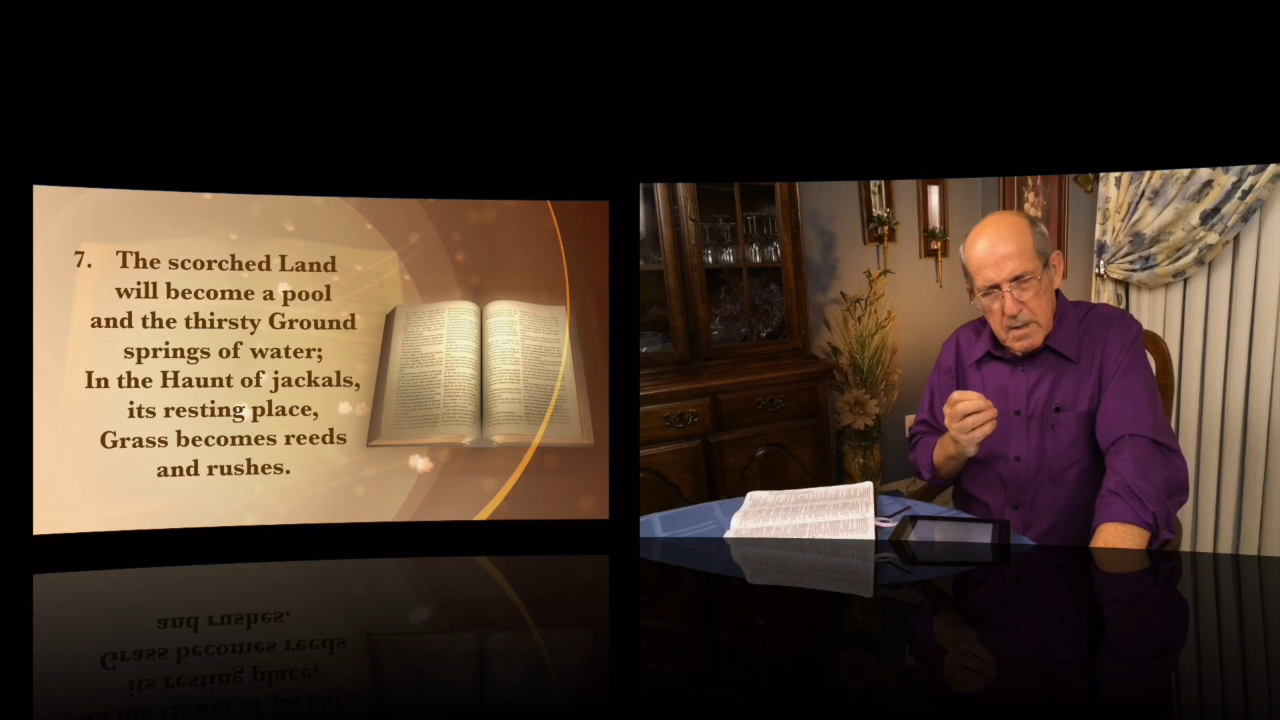 7. The scorched Land
will become a pool
and the thirsty Ground
springs of water;
In the Haunt of jackals,
its resting place,
Grass becomes reeds
and rushes.